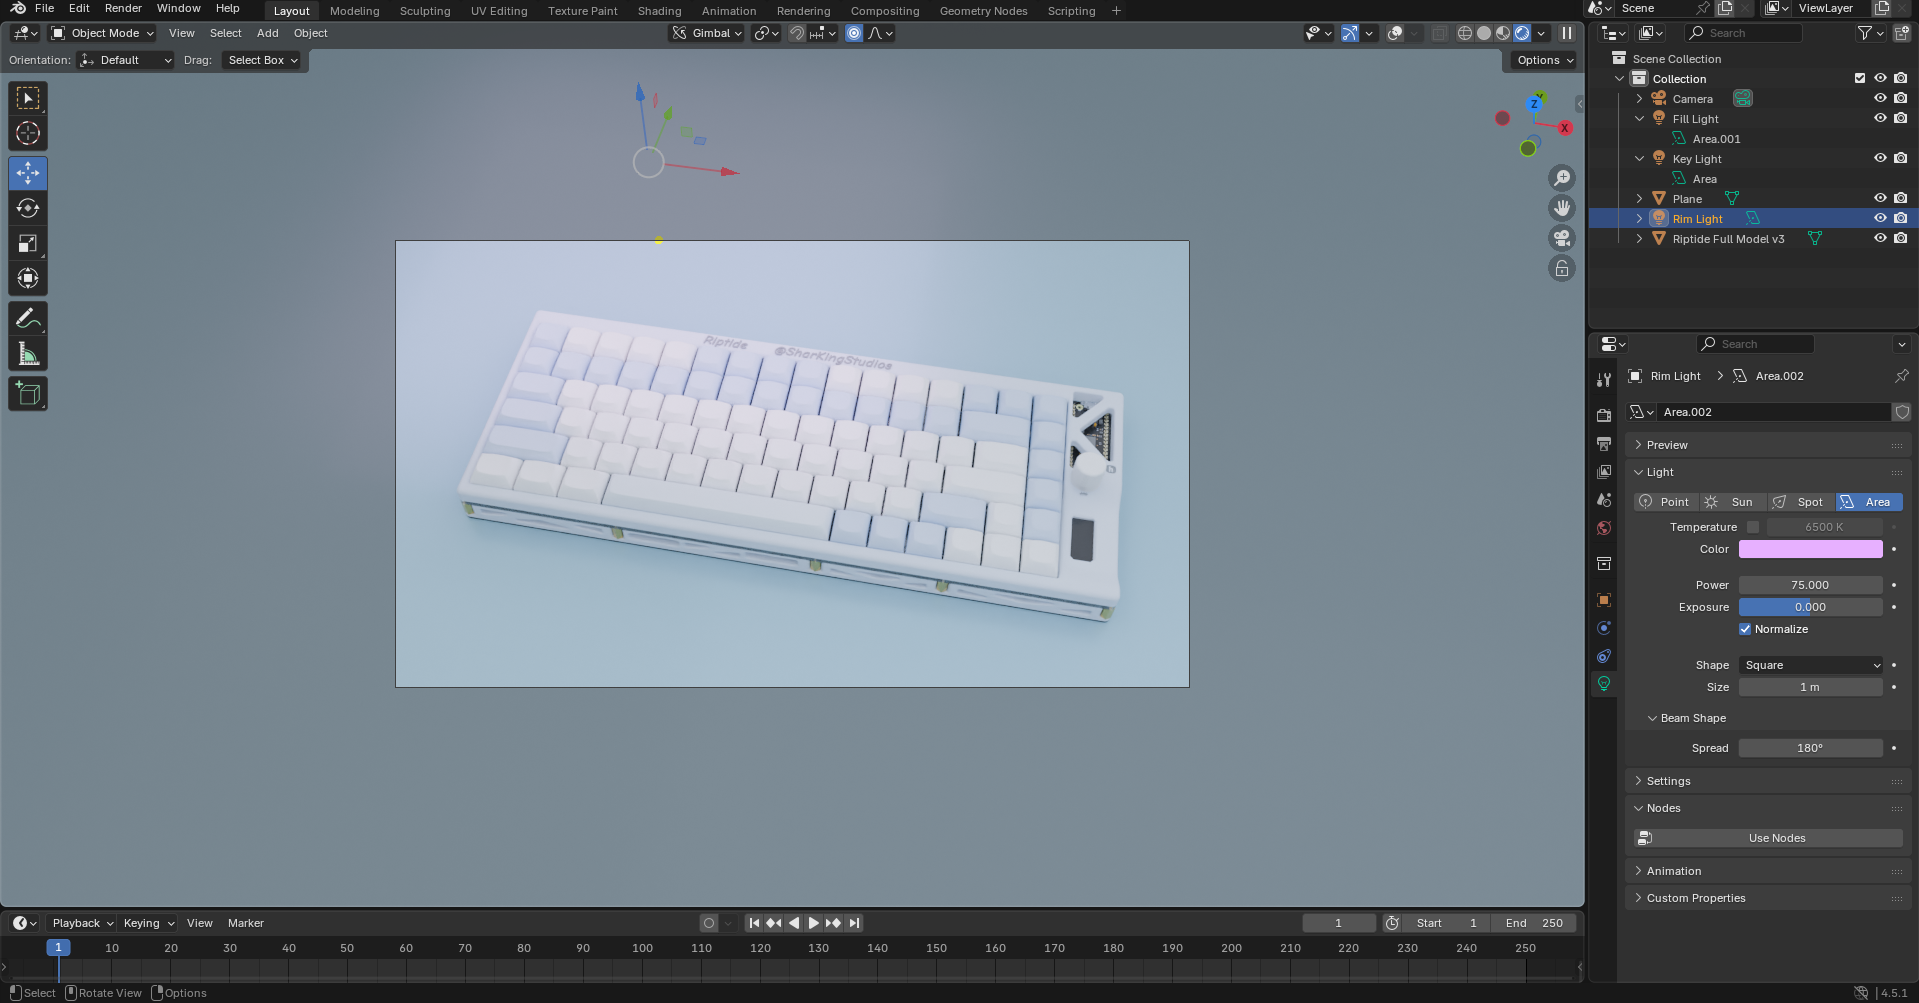 File Edit Render Window Help Layout Modeling Sculpting UV Editing Texture Paint Shading Animation Rendering Compositing Geometry Nodes Scripting + Scene ViewLayer
Object Mode View Select Add Object Gimbal Search
Orientation: Default Drag: Select Box Options
Scene Collection
Collection
Camera
Fill Light
Area.001
Key Light
Area
Plane
Rim Light
Riptide Full Model v3
Z
Y
X
Riptide @SharKingStudios
Search
Rim Light > Area.002
Area.002
Preview
Light
Point Sun Spot Area
Temperature 6500 K
Color
Power 75.000
Exposure 0.000
Normalize
Shape Square
Size 1 m
Beam Shape
Spread 180°
Settings
Nodes
Use Nodes
Animation
Custom Properties
Playback Keying View Marker 1 Start 1 End 250
1 10 20 30 40 50 60 70 80 90 100 110 120 130 140 150 160 170 180 190 200 210 220 230 240 250
Select Rotate View Options 4.5.1